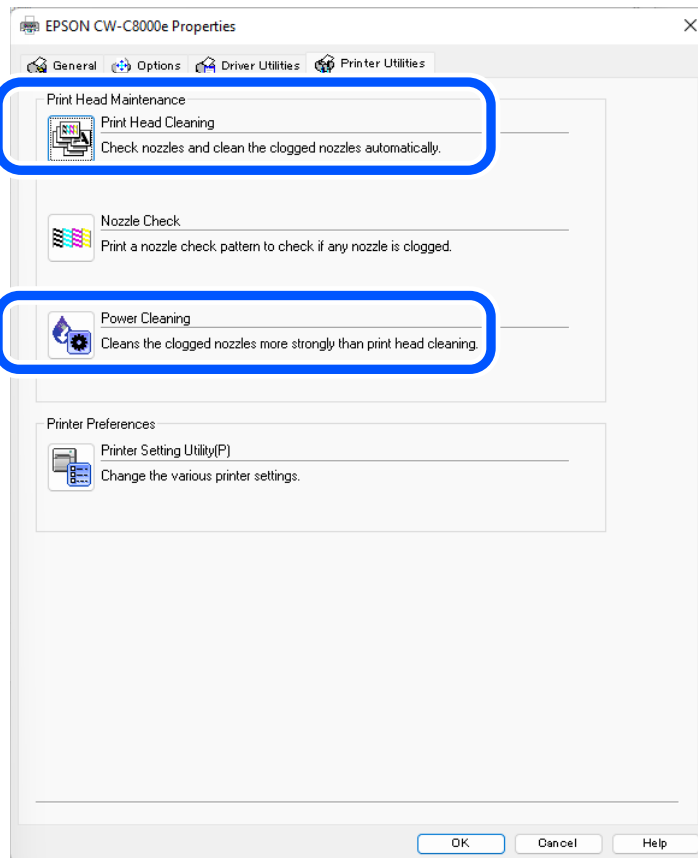 EPSON CW-C8000e Properties
General Options Driver Utilities Printer Utilities
Print Head Maintenance
Print Head Cleaning
Check nozzles and clean the clogged nozzles automatically.
Nozzle Check
Print a nozzle check pattern to check if any nozzle is clogged.
Power Cleaning
Cleans the clogged nozzles more strongly than print head cleaning.
Printer Preferences
Printer Setting Utility(P)
Change the various printer settings.
OK Cancel Help